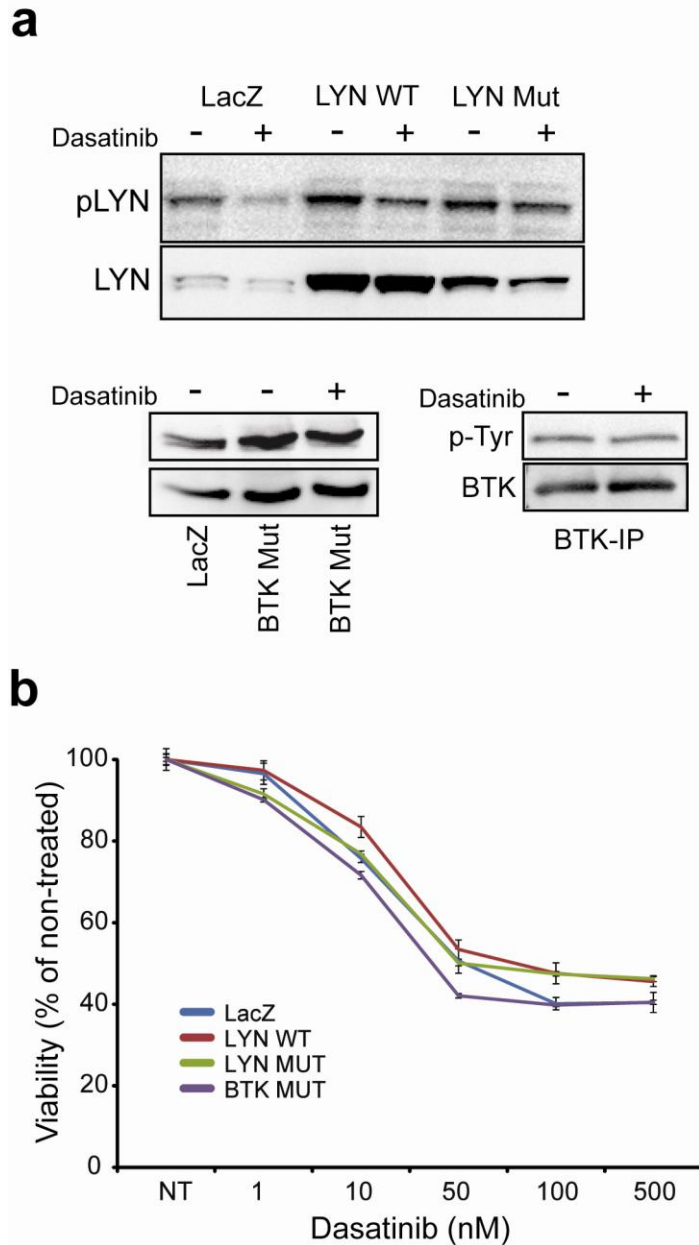 a
LacZ LYN WT LYN Mut
Dasatinib - + - + - +
pLYN
LYN
Dasatinib - - +
LacZ
BTK Mut
BTK Mut
Dasatinib - +
p-Tyr
BTK
BTK-IP
b
Viability (% of non-treated)
100
80
60
40
20
0
LacZ
LYN WT
LYN MUT
BTK MUT
NT 1 10 50 100 500
Dasatinib (nM)